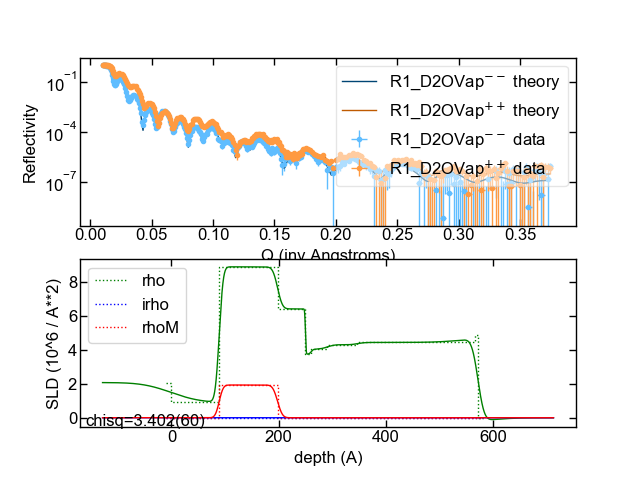 R1_D2OVap⁻⁻ theory
R1_D2OVap⁺⁺ theory
R1_D2OVap⁻⁻ data
R1_D2OVap⁺⁺ data
Reflectivity
10⁻¹
10⁻⁴
10⁻⁷
0.00 0.05 0.10 0.15 0.20 0.25 0.30 0.35
Q (inv Angstroms)
rho
irho
rhoM
SLD (10^6 / A**2)
8
6
4
2
0
chisq=3.402(60)
0 200 400 600
depth (A)